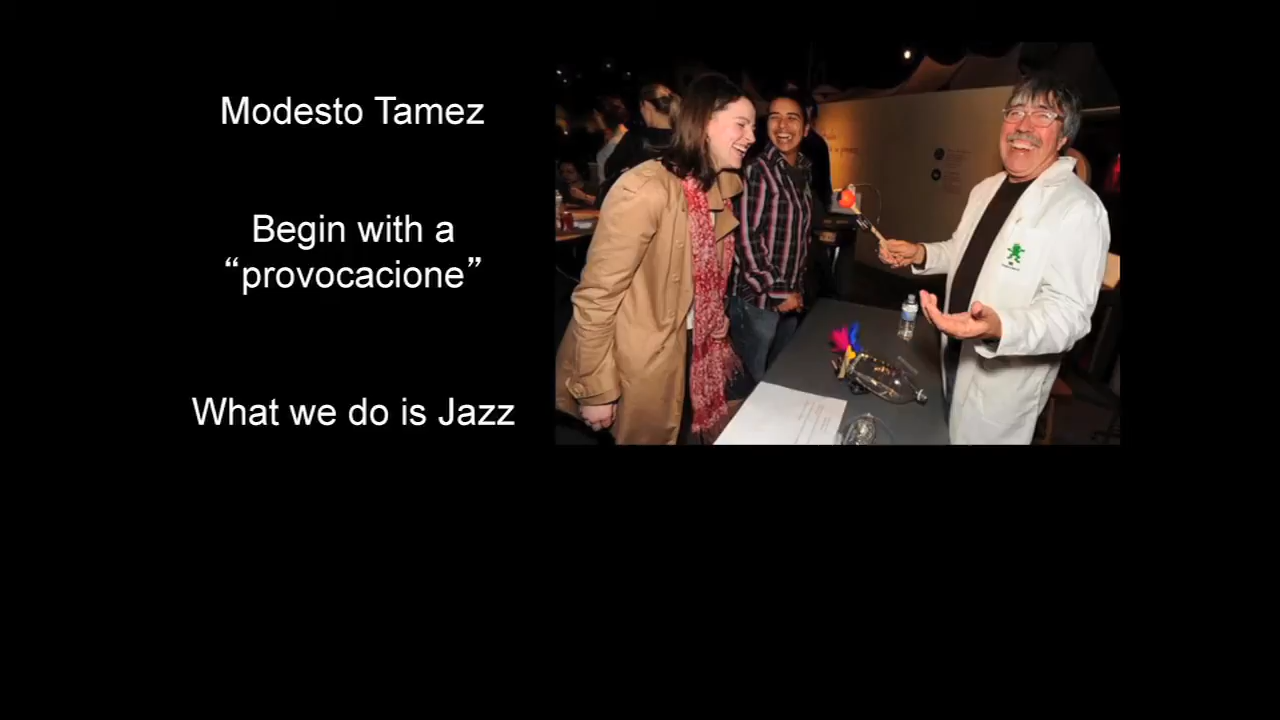 Modesto Tamez
Begin with a
“provocacione”
What we do is Jazz